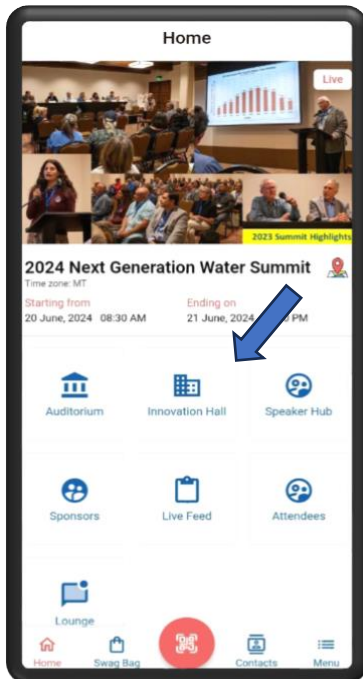 Home
Live
2023 Summit Highlights
2024 Next Generation Water Summit
Time zone: MT
Starting from Ending on
20 June, 2024 08:30 AM 21 June, 2024 PM
Auditorium Innovation Hall Speaker Hub
Sponsors Live Feed Attendees
Lounge
Home Swag Bag Contacts Menu